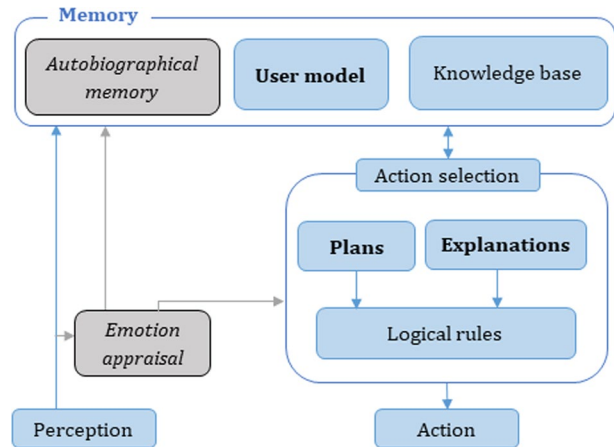 Memory
Autobiographical
memory
User model
Knowledge base
Action selection
Plans
Explanations
Logical rules
Emotion
appraisal
Perception
Action